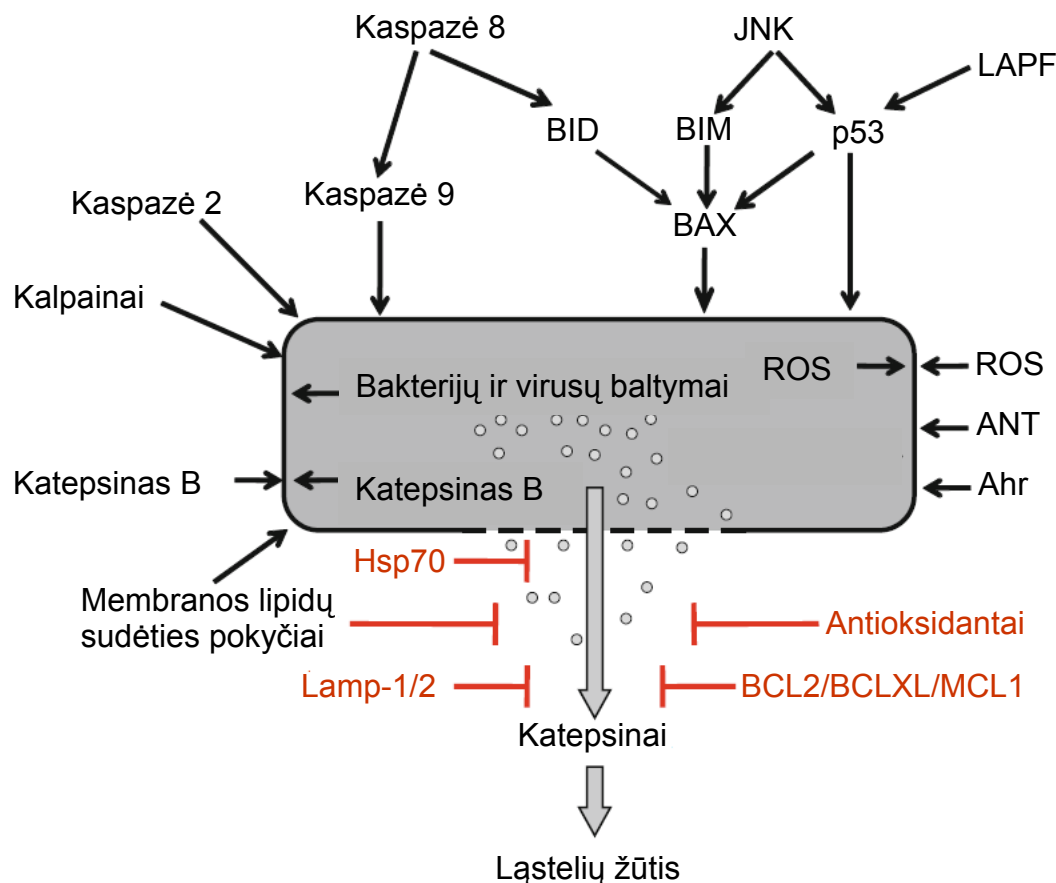 Kaspazė 8
JNK
LAPF
BID
BIM
p53
Kaspazė 2
Kaspazė 9
BAX
Kalpainai
Bakterijų ir virusų baltymai
ROS
ROS
ANT
Katepsinas B
Katepsinas B
Ahr
Hsp70
Membranos lipidų
sudėties pokyčiai
Antioksidantai
Lamp-1/2
BCL2/BCLXL/MCL1
Katepsinai
Ląstelių žūtis